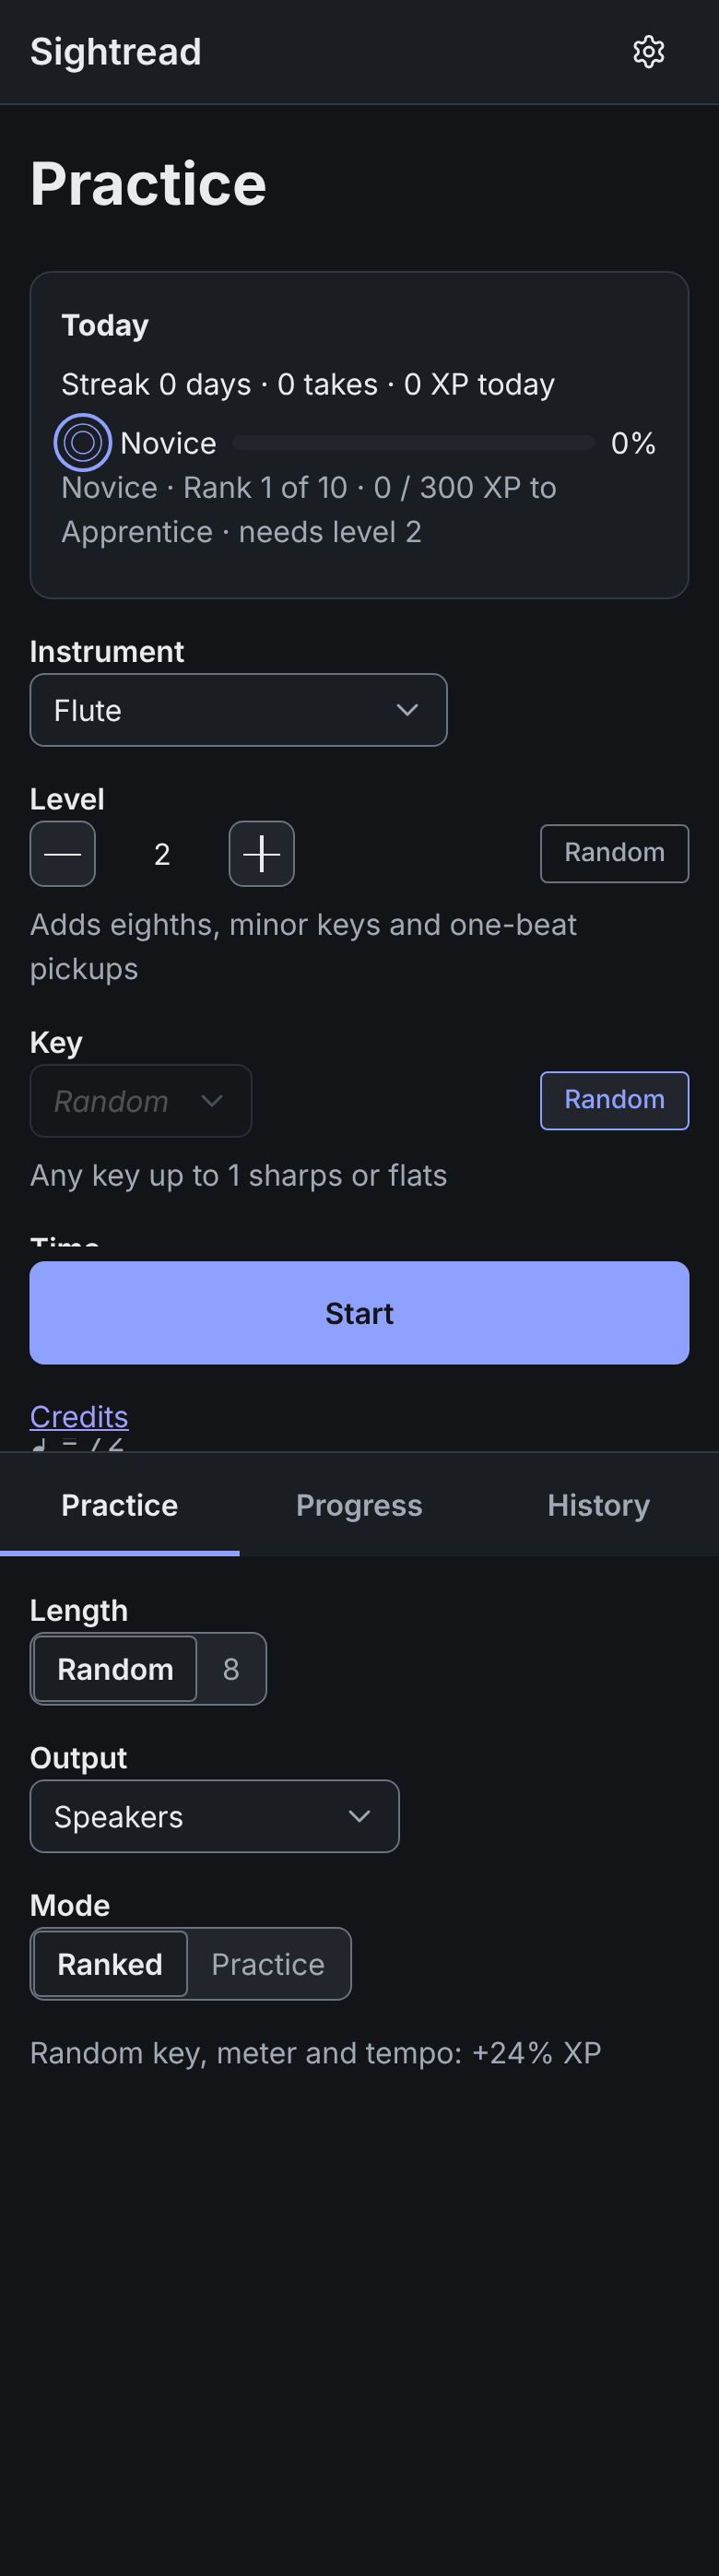 Sightread
Practice
Today
Streak 0 days · 0 takes · 0 XP today
Novice 0%
Novice · Rank 1 of 10 · 0 / 300 XP to
Apprentice · needs level 2
Instrument
Flute
Level
2 Random
Adds eighths, minor keys and one-beat
pickups
Key
Random Random
Any key up to 1 sharps or flats
Time
Start
Credits
♩ = 72
Practice Progress History
Length
Random 8
Output
Speakers
Mode
Ranked Practice
Random key, meter and tempo: +24% XP